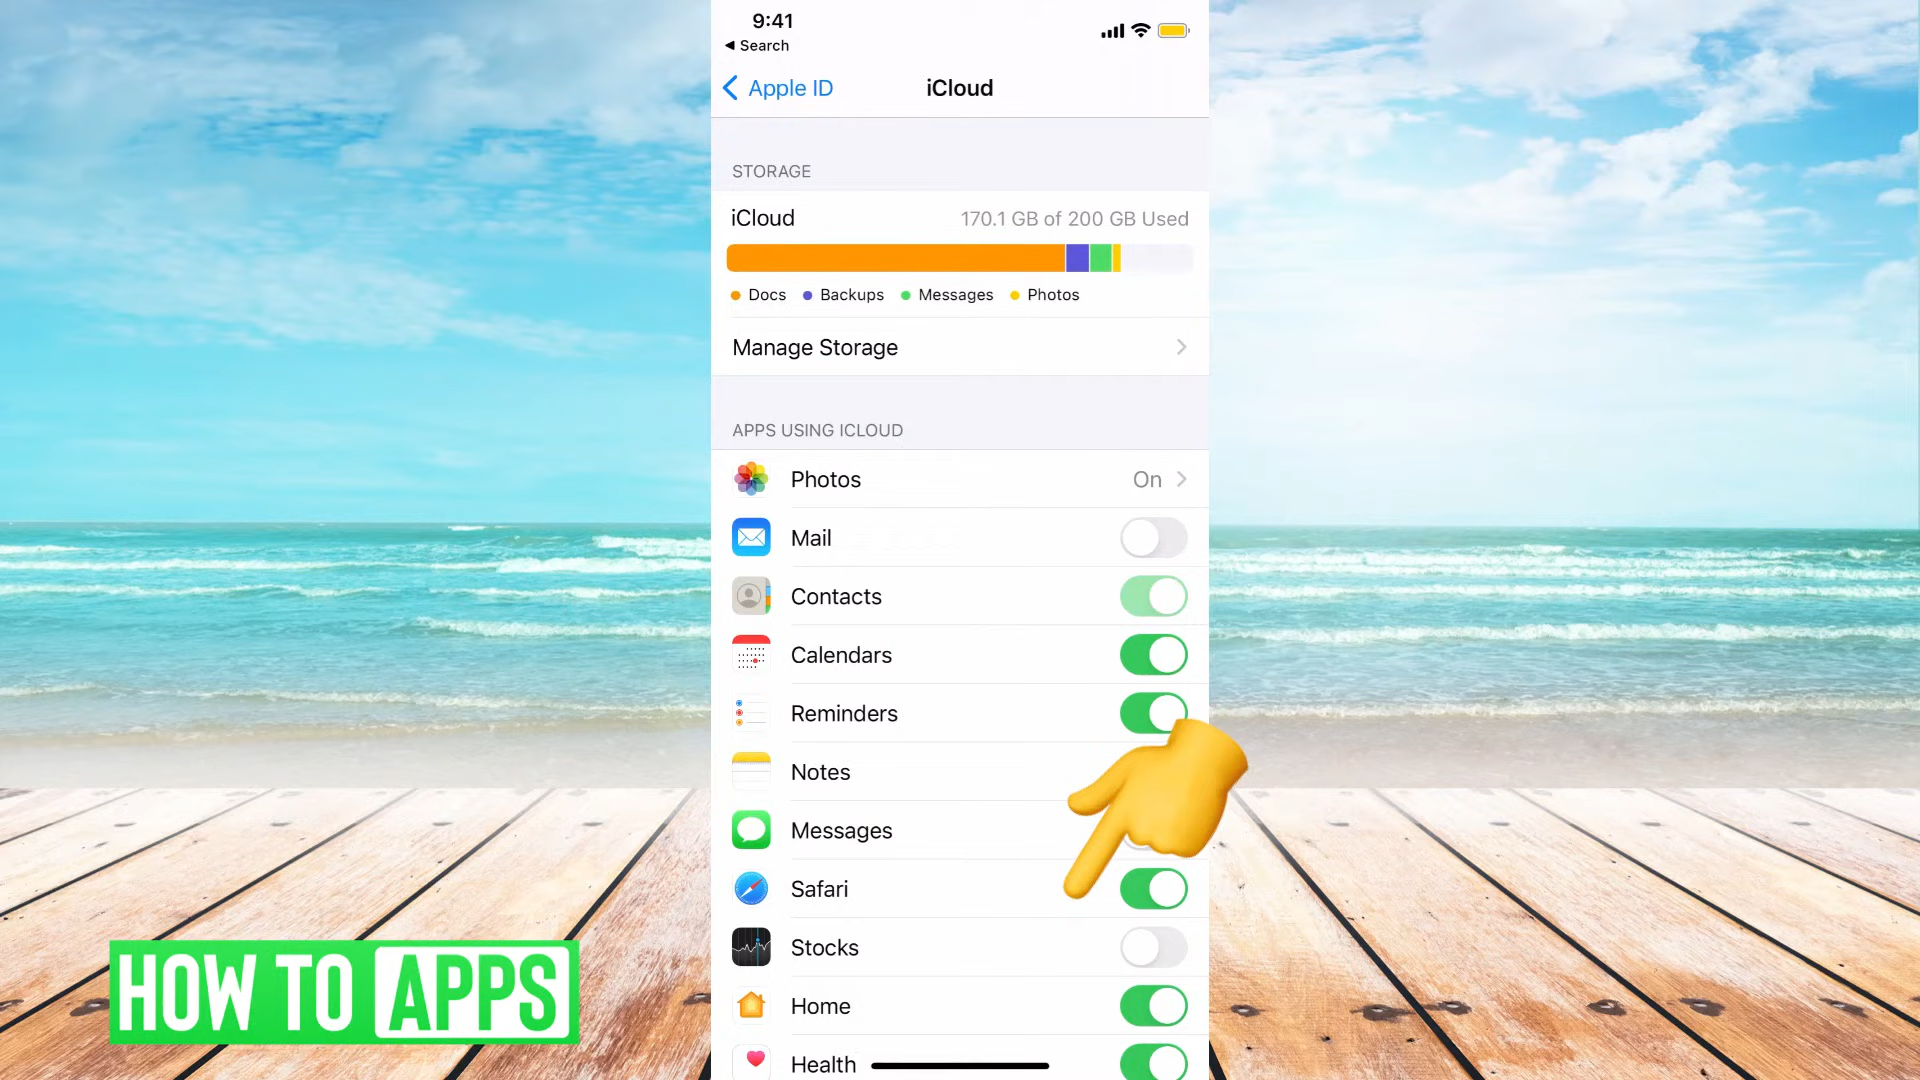 9:41
Search
Apple ID
iCloud
STORAGE
iCloud
170.1 GB of 200 GB Used
Docs
Backups
Messages
Photos
Manage Storage
APPS USING ICLOUD
Photos
On
Mail
Contacts
Calendars
Reminders
Notes
Messages
Safari
Stocks
Home
Health
HOW TO APPS